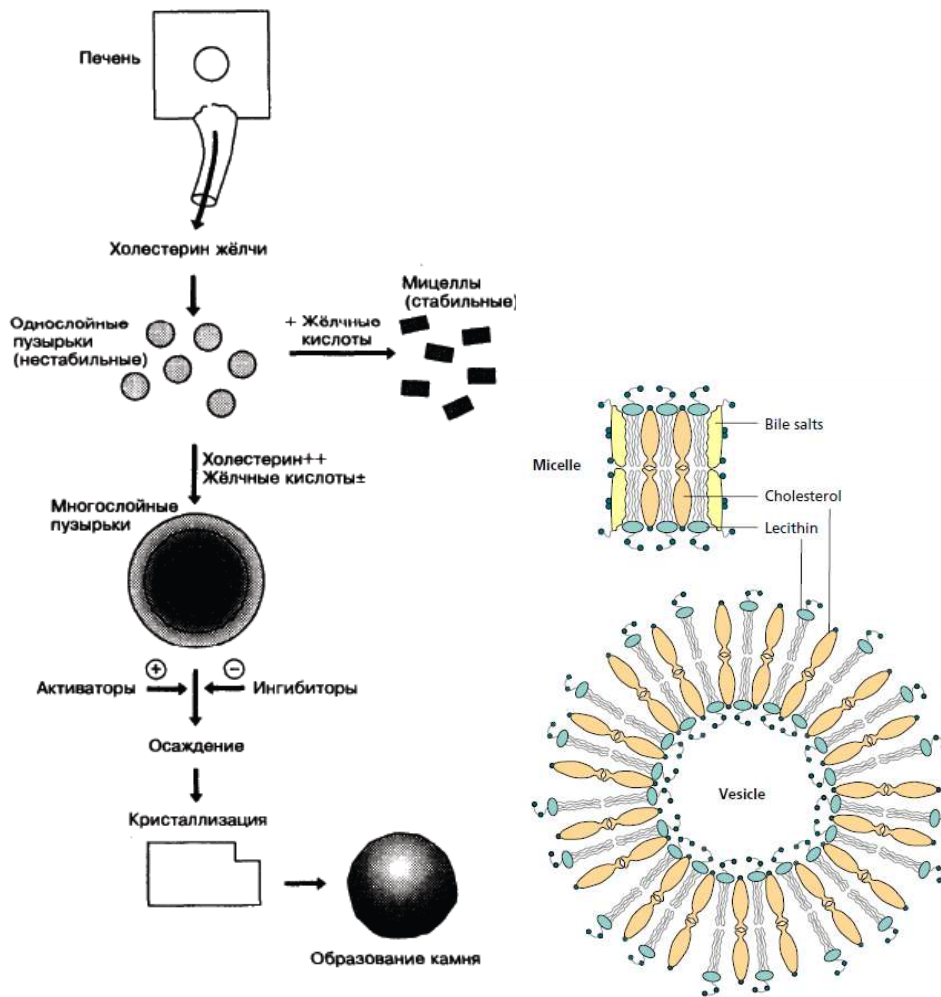 Печень
Холестерин жёлчи
Мицеллы
(стабильные)
Однослойные
пузырьки
(нестабильные)
+ Жёлчные
кислоты
Холестерин++
Жёлчные кислоты±
Многослойные
пузырьки
+
−
Активаторы
Ингибиторы
Осаждение
Кристаллизация
Образование камня
Micelle
Bile salts
Cholesterol
Lecithin
Vesicle